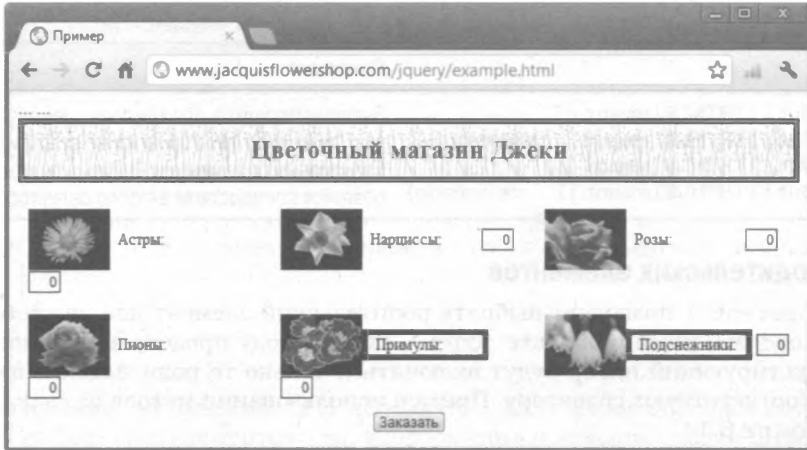 Пример
www.jacquisflowershop.com/jquery/example.html
Цветочный магазин Джеки
Астры: 0
Нарциссы: 0
Розы: 0
Пионы: 0
Примулы: 0
Подснежники: 0
Заказать